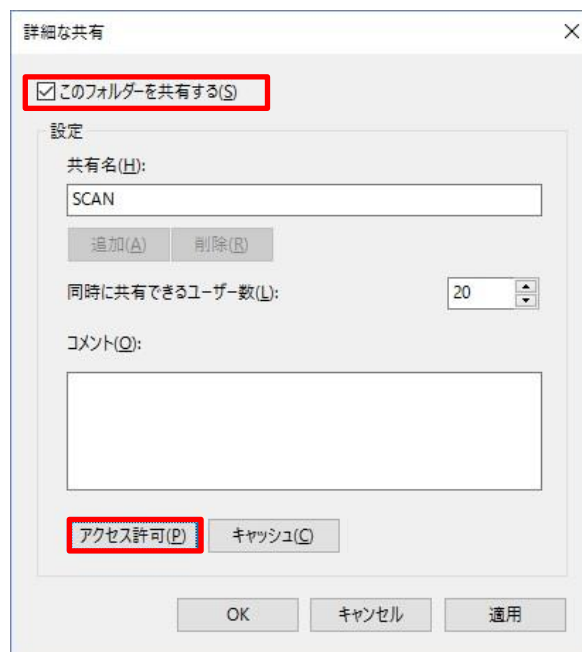 詳細な共有
このフォルダーを共有する(S)
設定
共有名(H):
SCAN
追加(A) 削除(R)
同時に共有できるユーザー数(L): 20
コメント(O):
アクセス許可(P) キャッシュ(C)
OK キャンセル 適用